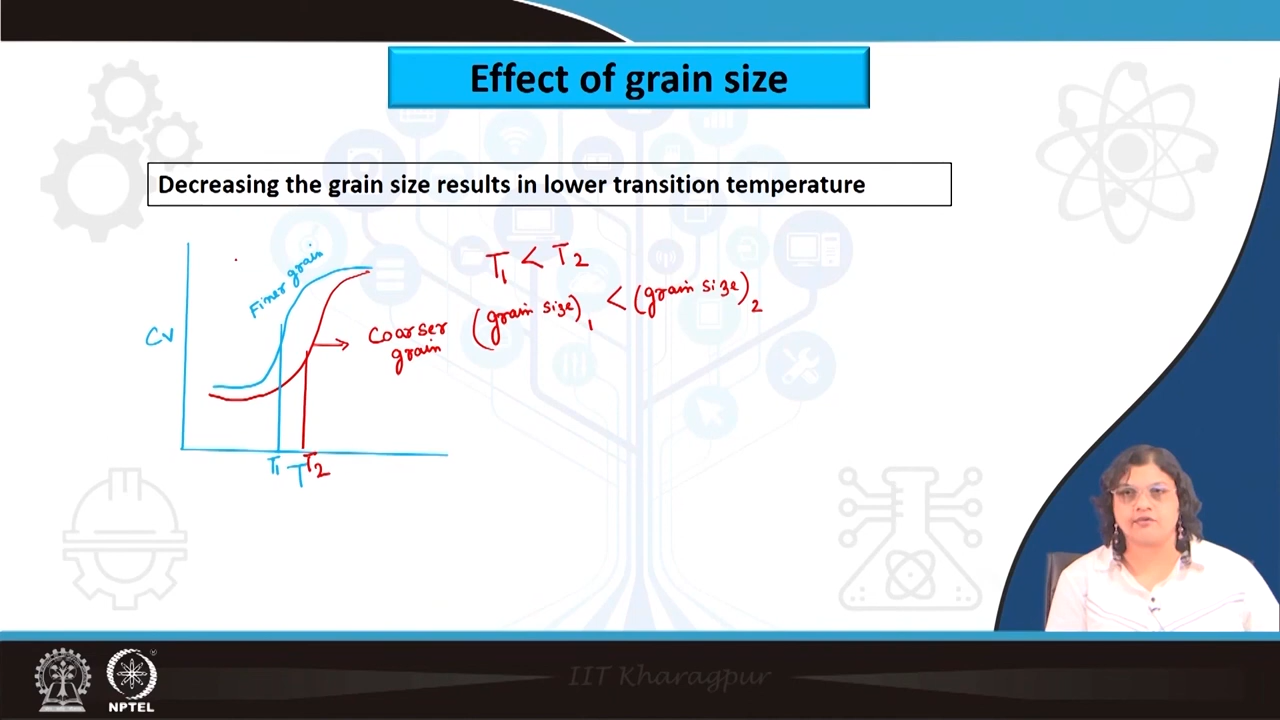 Effect of grain size
Decreasing the grain size results in lower transition temperature
Finer grain
T1 < T2
(grain size)1 < (grain size)2
Cv
Coarser
grain
T1
T
T2
IIT Kharagpur
NPTEL